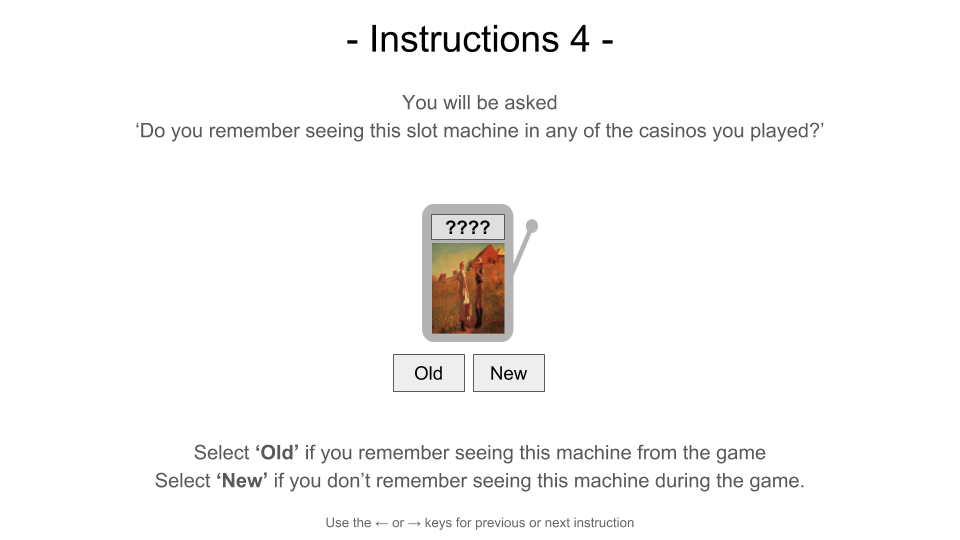 - Instructions 4 -
You will be asked
‘Do you remember seeing this slot machine in any of the casinos you played?’
????
Old
New
Select ‘Old’ if you remember seeing this machine from the game
Select ‘New’ if you don’t remember seeing this machine during the game.
Use the ← or → keys for previous or next instruction